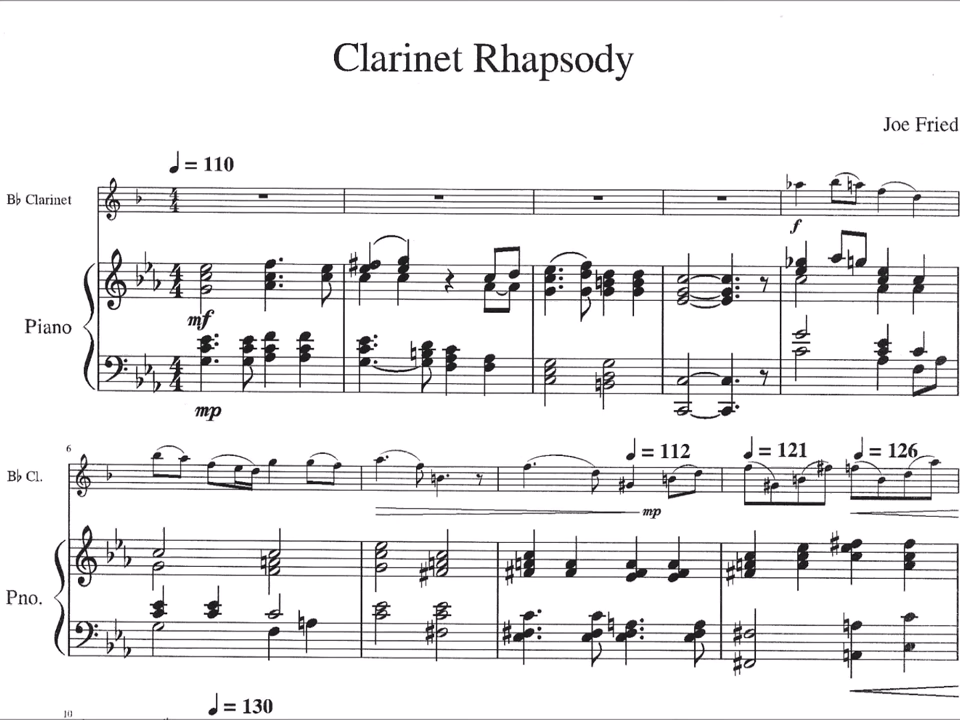 Clarinet Rhapsody
Joe Fried
♩ = 110
B♭ Clarinet
f
Piano
mf
mp
6
♩ = 112 ♩ = 121 ♩ = 126
B♭ Cl.
mp
Pno.
10
♩ = 130